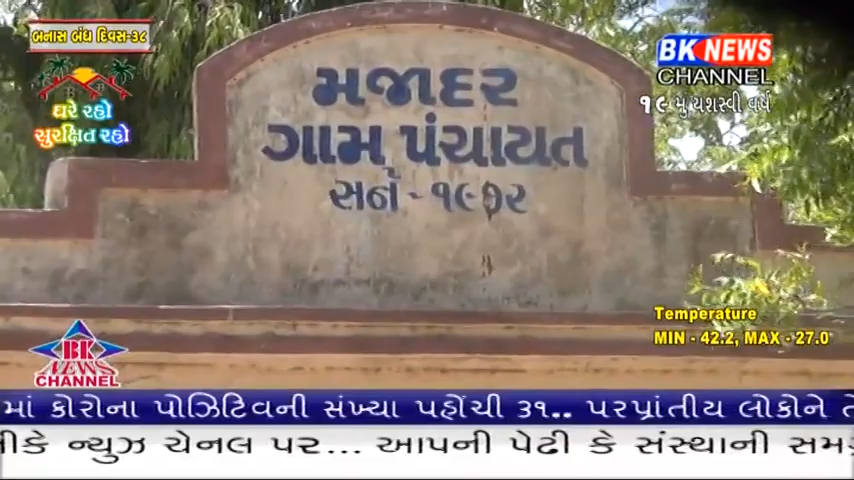 બનાસ બંધ દિવસ-૩૮
ઘરે રહો
સુરક્ષિત રહો
BK NEWS
CHANNEL
૧૯ મુ યશસ્વી વર્ષ
મજાદર
ગામ પંચાયત
સને - ૧૯૭૨
Temperature
MIN - 42.2, MAX - 27.0
BK
NEWS
CHANNEL
માં કોરોના પોઝિટિવની સંખ્યા પહોંચી ૩૧.. પરપ્રાંતીય લોકોને
ન્યુઝ ચેનલ પર... આપની પેઢી કે સંસ્થાની